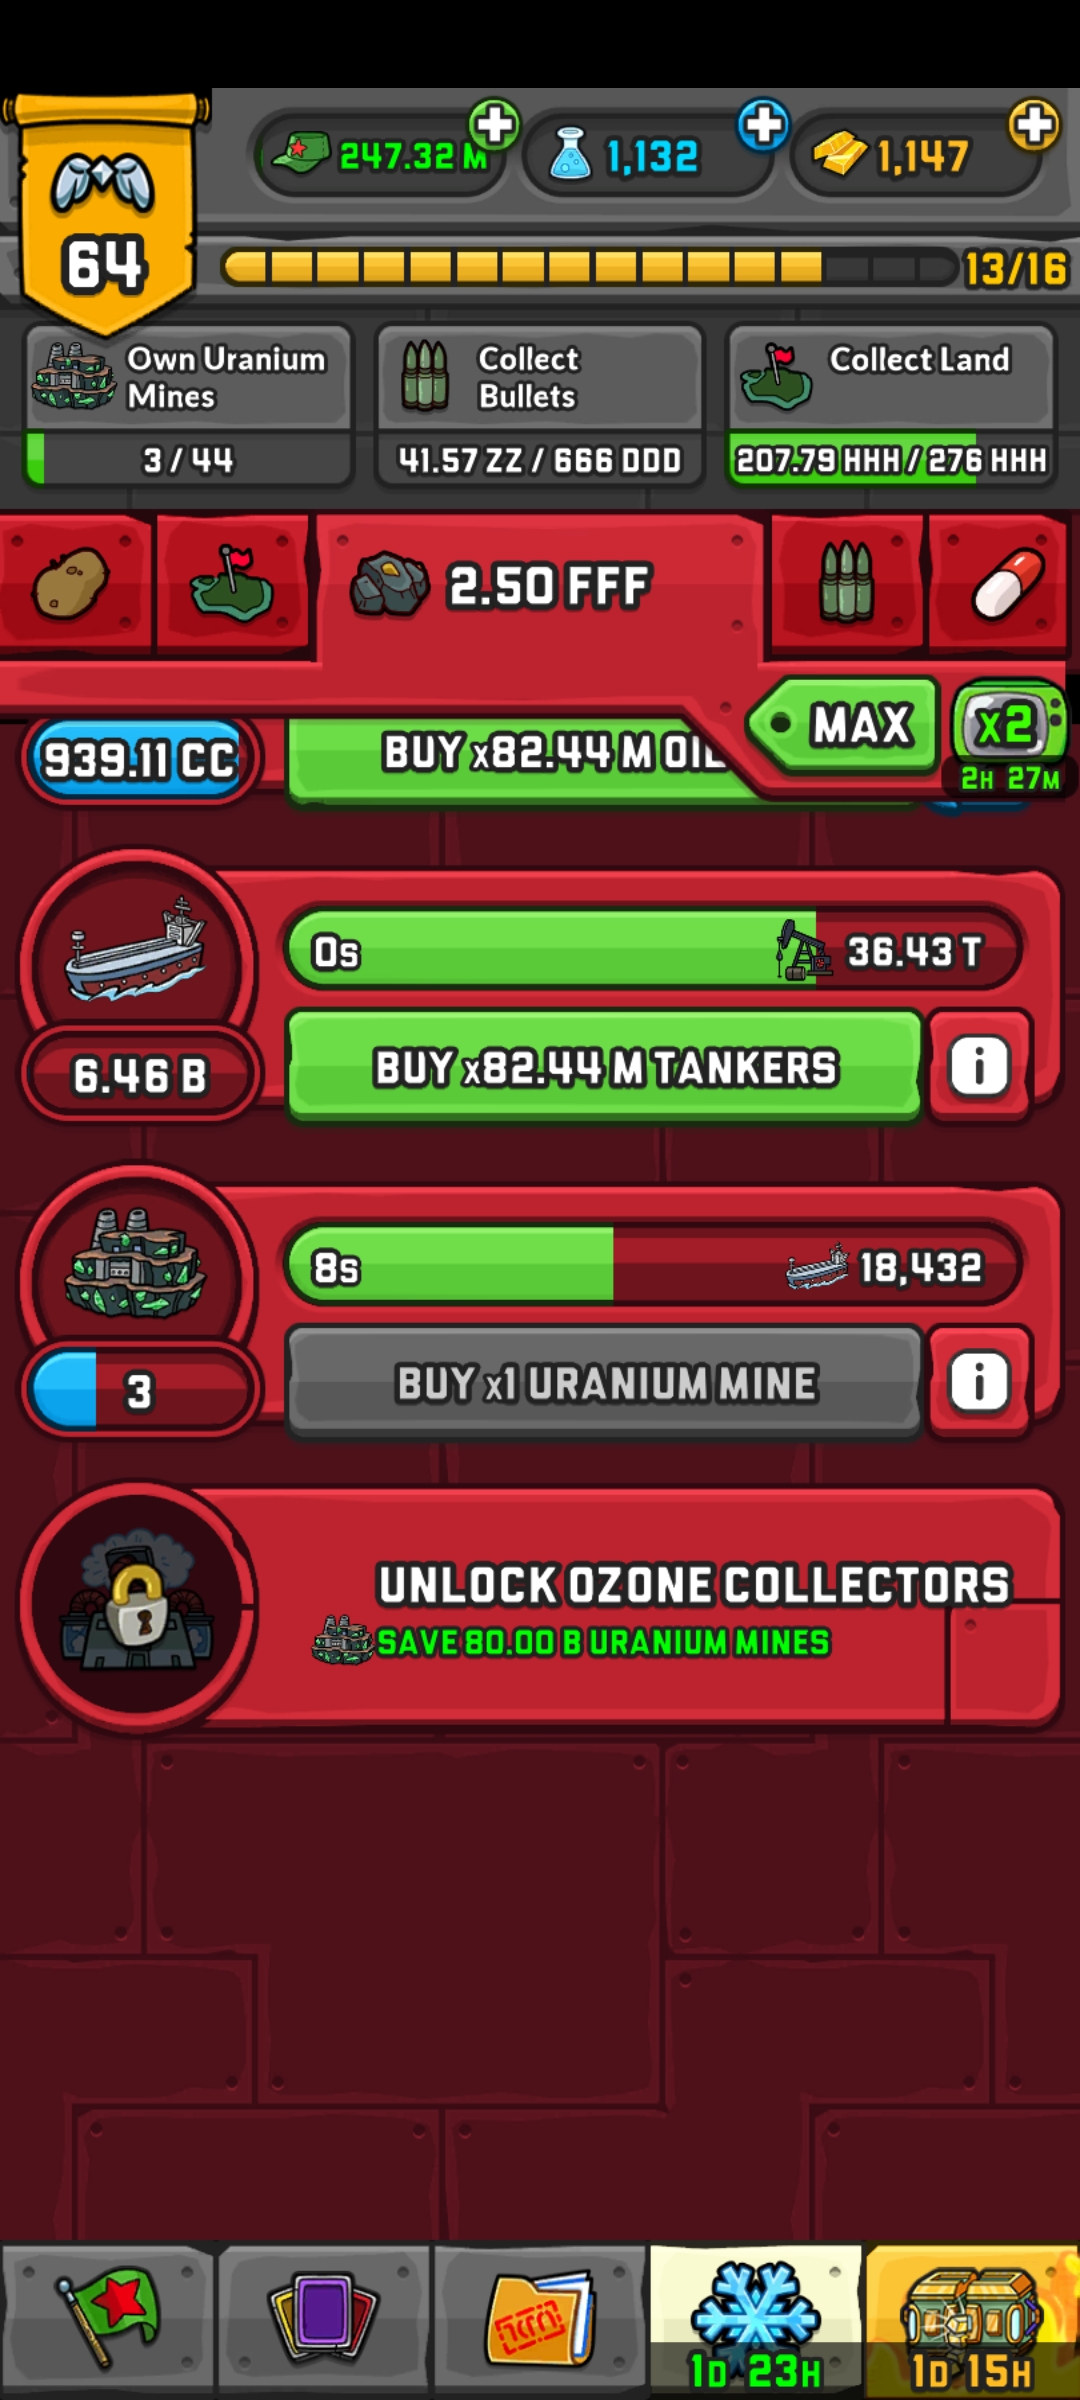 247.32 M
1,132
1,147
64
13/16
Own Uranium
Mines
3 / 44
Collect
Bullets
41.57 ZZ / 666 DDD
Collect Land
207.79 HHH / 276 HHH
2.50 FFF
MAX
X2
2H 27M
939.11 CC
BUY x82.44 M OIL
0s
36.43 T
6.46 B
BUY x82.44 M TANKERS
i
8s
18,432
3
BUY x1 URANIUM MINE
i
UNLOCK OZONE COLLECTORS
SAVE 80.00 B URANIUM MINES
1D 23H
1D 15H